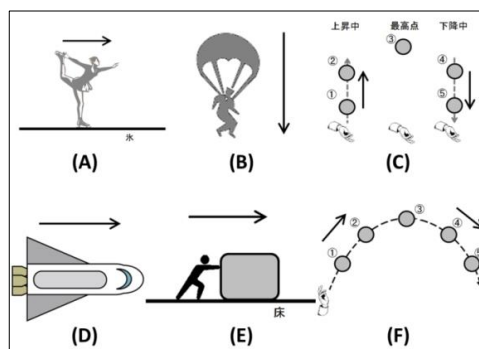 上昇中 最高点 下降中
③
② ④
① ⑤
氷
(A) (B) (C)
③
② ④
①
床
(D) (E) (F)